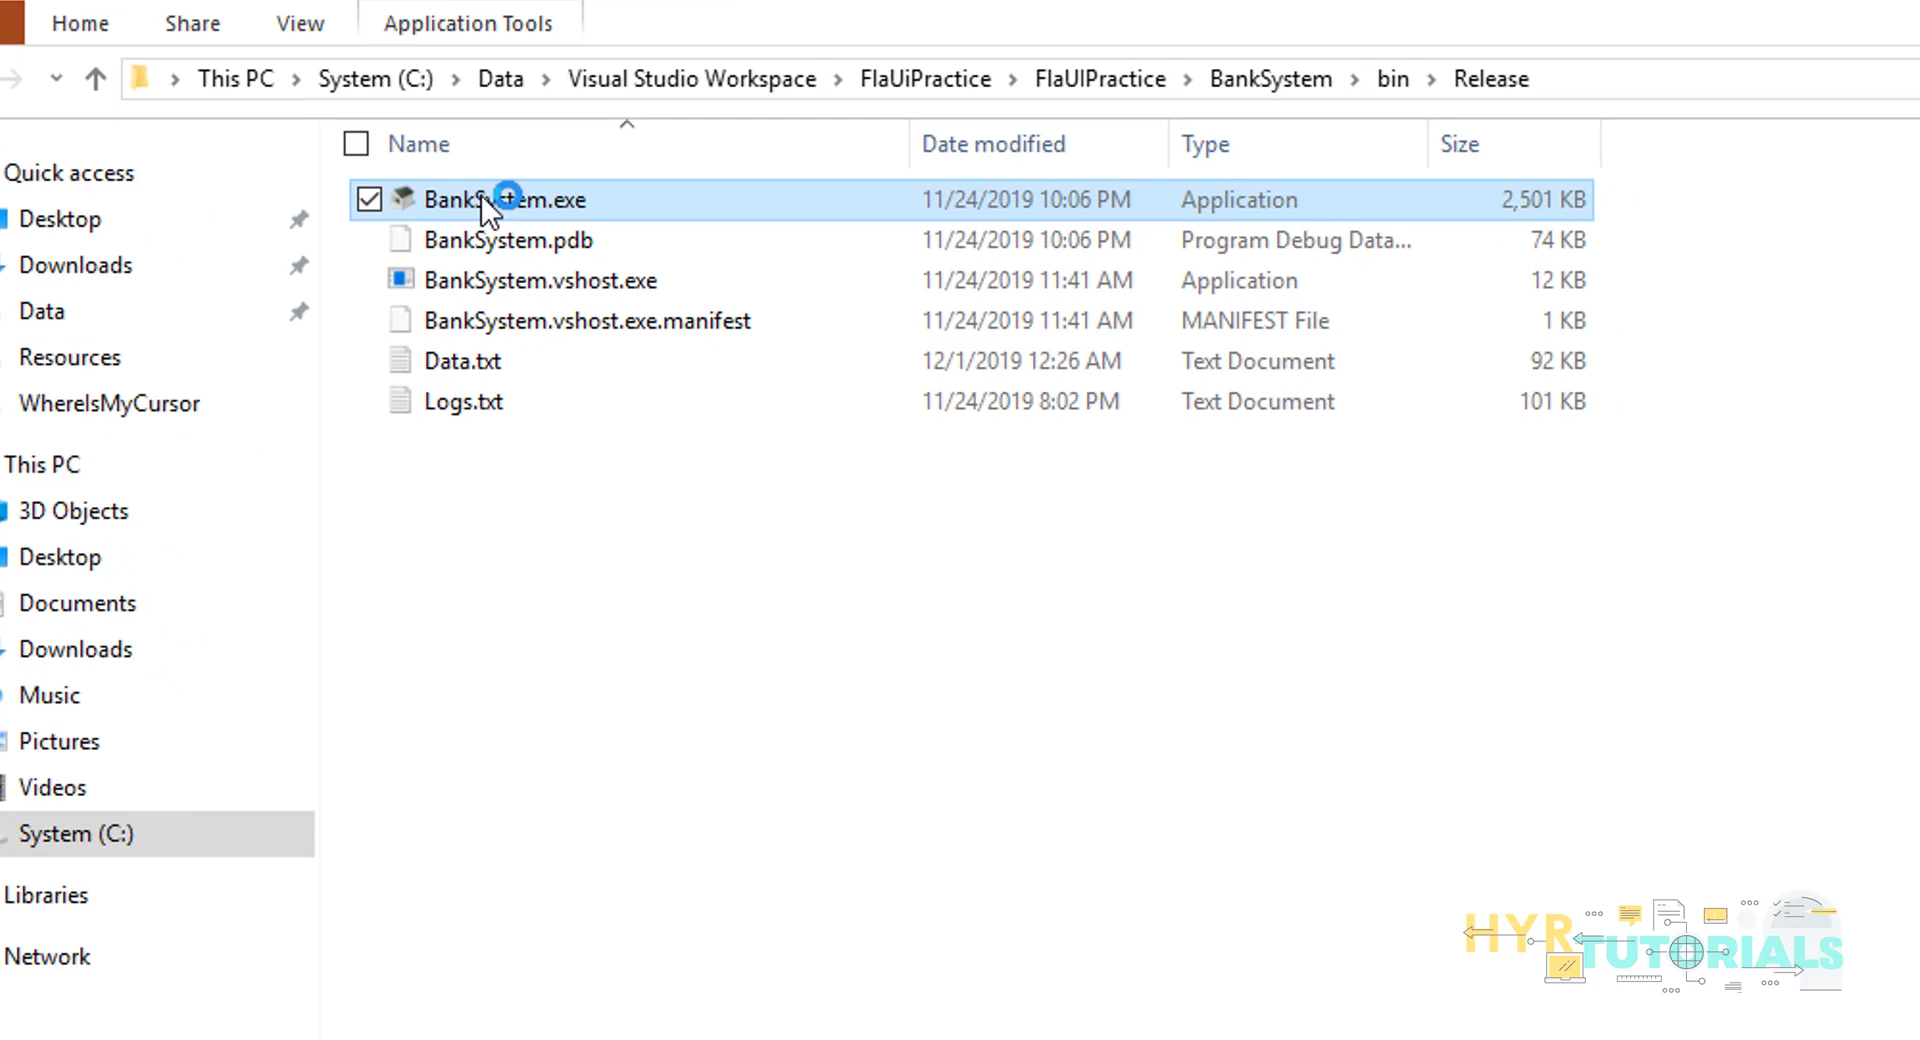 Home Share View Application Tools
This PC System (C:) Data Visual Studio Workspace FlaUiPractice FlaUIPractice BankSystem bin Release
Name Date modified Type Size
Quick access
Desktop
Downloads
Data
Resources
WhereIsMyCursor
This PC
3D Objects
Desktop
Documents
Downloads
Music
Pictures
Videos
System (C:)
Libraries
Network
BankSystem.exe 11/24/2019 10:06 PM Application 2,501 KB
BankSystem.pdb 11/24/2019 10:06 PM Program Debug Data... 74 KB
BankSystem.vshost.exe 11/24/2019 11:41 AM Application 12 KB
BankSystem.vshost.exe.manifest 11/24/2019 11:41 AM MANIFEST File 1 KB
Data.txt 12/1/2019 12:26 AM Text Document 92 KB
Logs.txt 11/24/2019 8:02 PM Text Document 101 KB
HYR
TUTORIALS